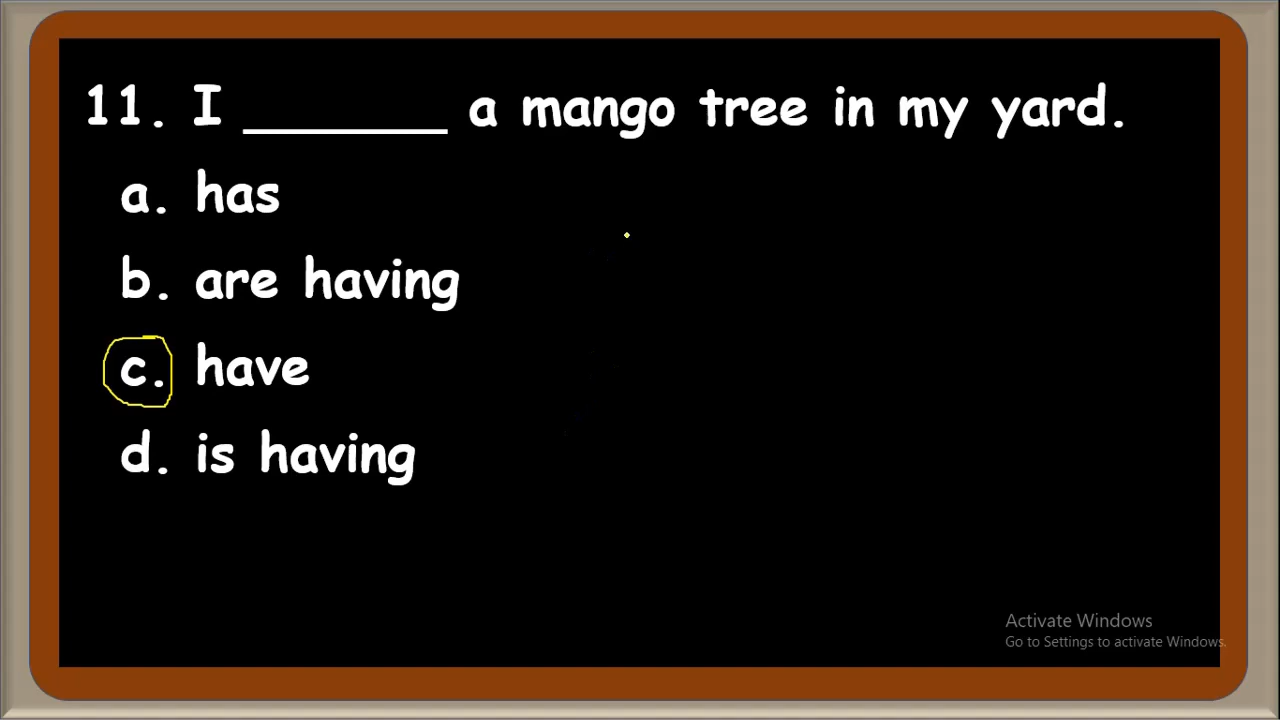 11. I _______ a mango tree in my yard.
a. has
b. are having
c. have
d. is having
Activate Windows
Go to Settings to activate Windows.